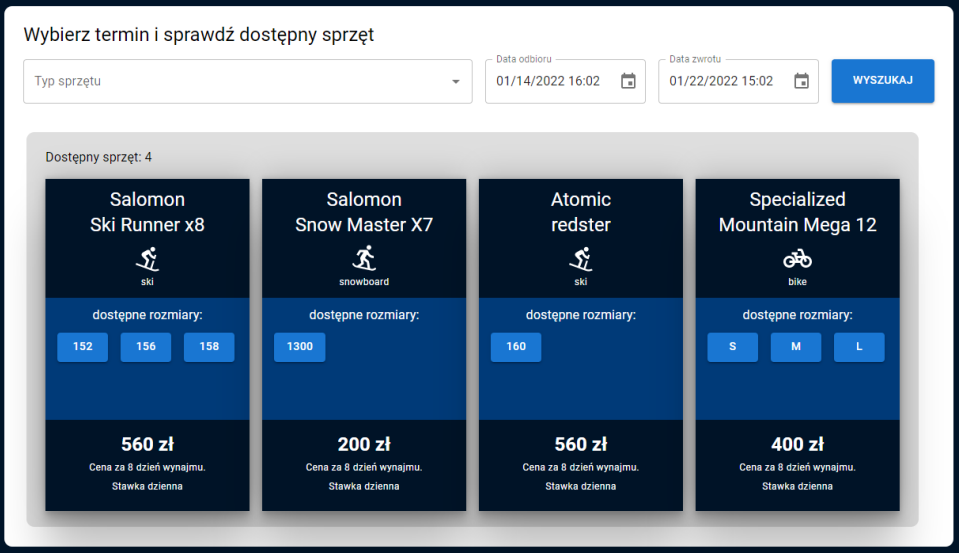 Wybierz termin i sprawdź dostępny sprzęt
Typ sprzętu
Data odbioru
01/14/2022 16:02
Data zwrotu
01/22/2022 15:02
WYSZUKAJ
Dostępny sprzęt: 4
Salomon
Ski Runner x8
ski
dostępne rozmiary:
152 156 158
560 zł
Cena za 8 dzień wynajmu.
Stawka dzienna
Salomon
Snow Master X7
snowboard
dostępne rozmiary:
1300
200 zł
Cena za 8 dzień wynajmu.
Stawka dzienna
Atomic
redster
ski
dostępne rozmiary:
160
560 zł
Cena za 8 dzień wynajmu.
Stawka dzienna
Specialized
Mountain Mega 12
bike
dostępne rozmiary:
S M L
400 zł
Cena za 8 dzień wynajmu.
Stawka dzienna